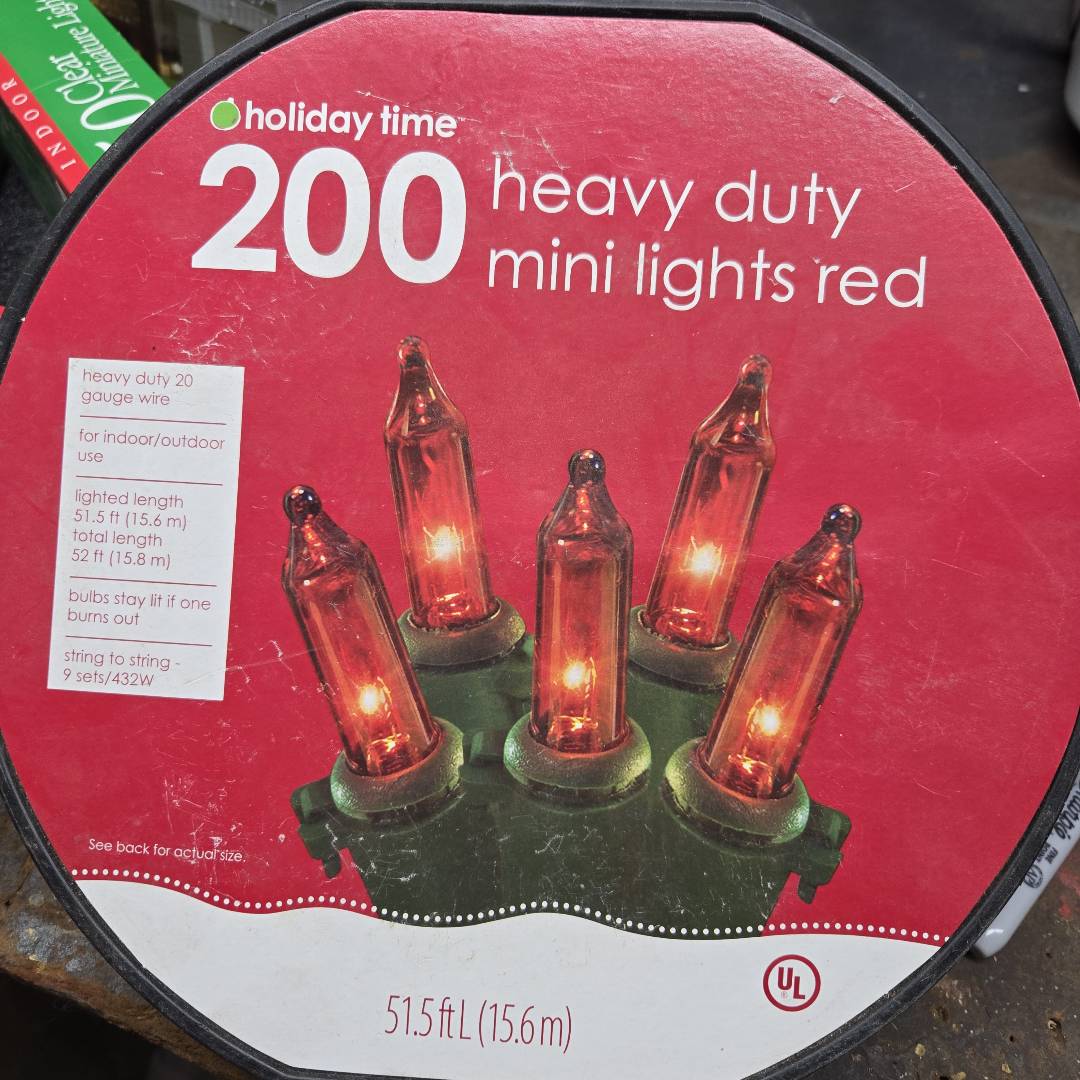 Clear
Miniature Lights
INDOOR
holiday time
200 heavy duty
mini lights red
heavy duty 20
gauge wire
for indoor/outdoor
use
lighted length
51.5 ft (15.6 m)
total length
52 ft (15.8 m)
bulbs stay lit if one
burns out
string to string -
9 sets/432W
See back for actual size.
UL
51.5 ft L (15.6 m)